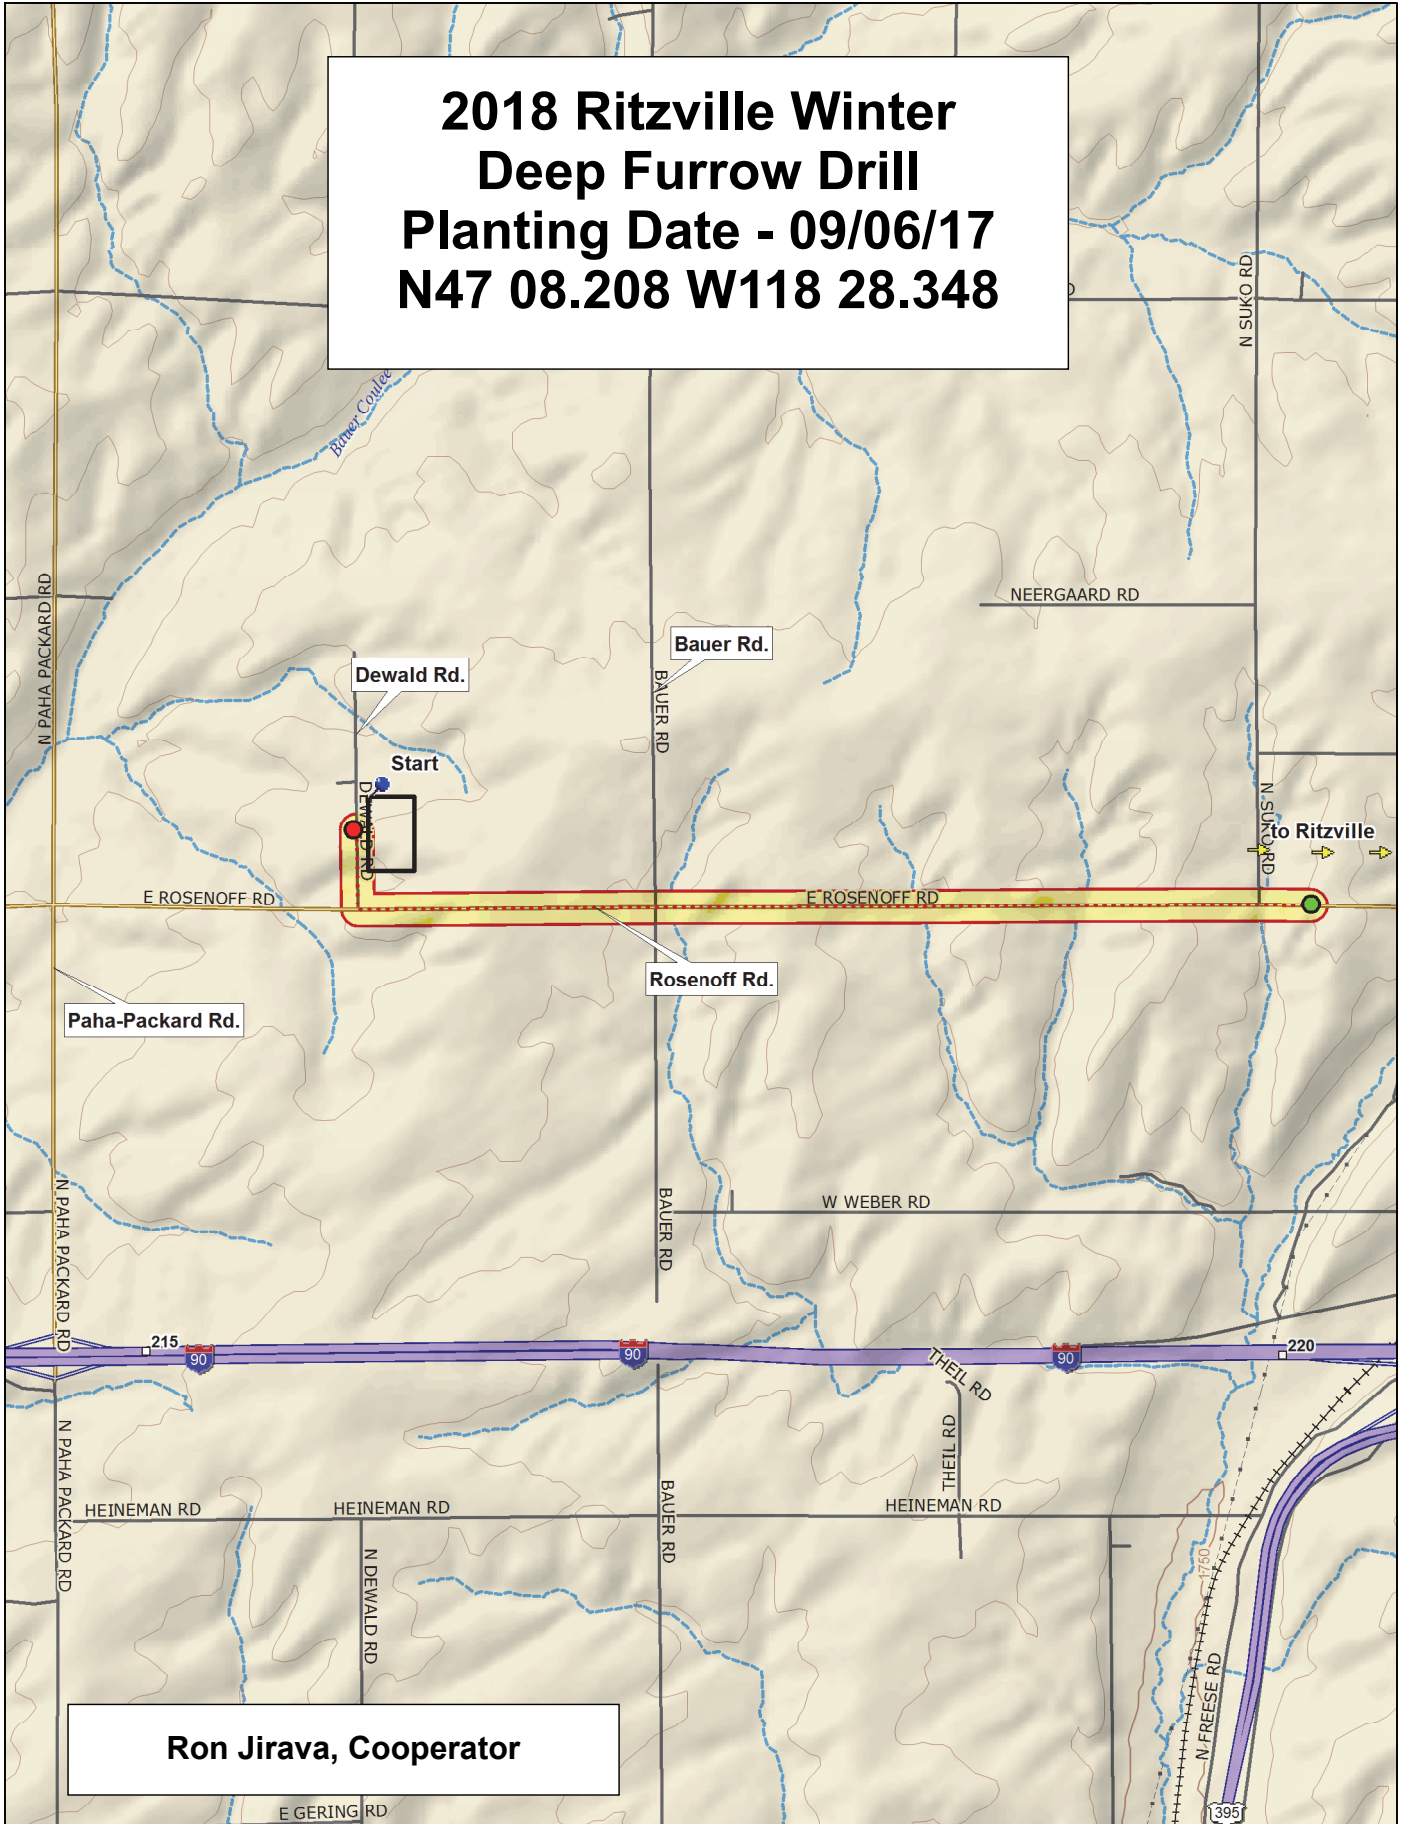 2018 Ritzville Winter
Deep Furrow Drill
Planting Date - 09/06/17
N47 08.208 W118 28.348
N SUKO RD
Bauer Coulee
N PAHA PACKARD RD
NEERGAARD RD
Bauer Rd.
Dewald Rd.
BAUER RD
Start
DEWALD RD
N SUKO RD
to Ritzville
E ROSENOFF RD
E ROSENOFF RD
Rosenoff Rd.
Paha-Packard Rd.
N PAHA PACKARD RD
BAUER RD
W WEBER RD
215
90
90
90
220
THEIL RD
THEIL RD
N PAHA PACKARD RD
HEINEMAN RD
HEINEMAN RD
BAUER RD
HEINEMAN RD
N DEWALD RD
1750
N FREESE RD
Ron Jirava, Cooperator
E GERING RD
395